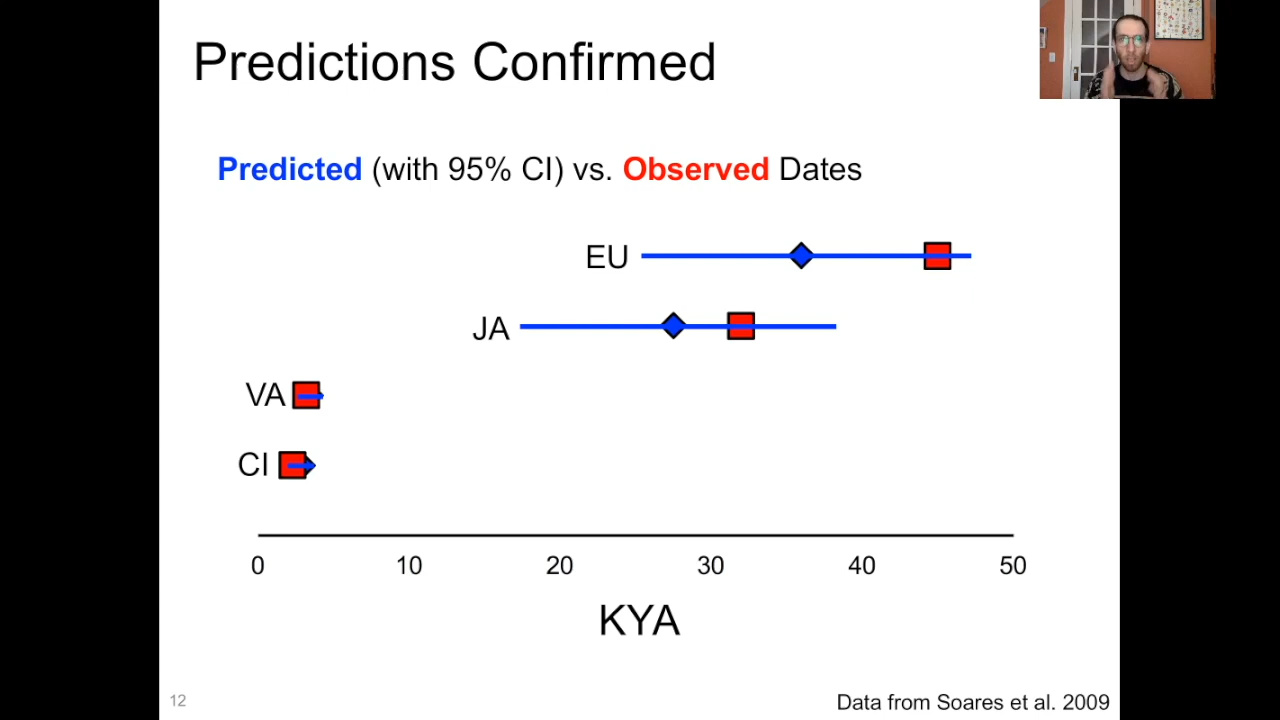 Predictions Confirmed
Predicted (with 95% CI) vs. Observed Dates
EU
JA
VA
CI
0 10 20 30 40 50
KYA
12
Data from Soares et al. 2009